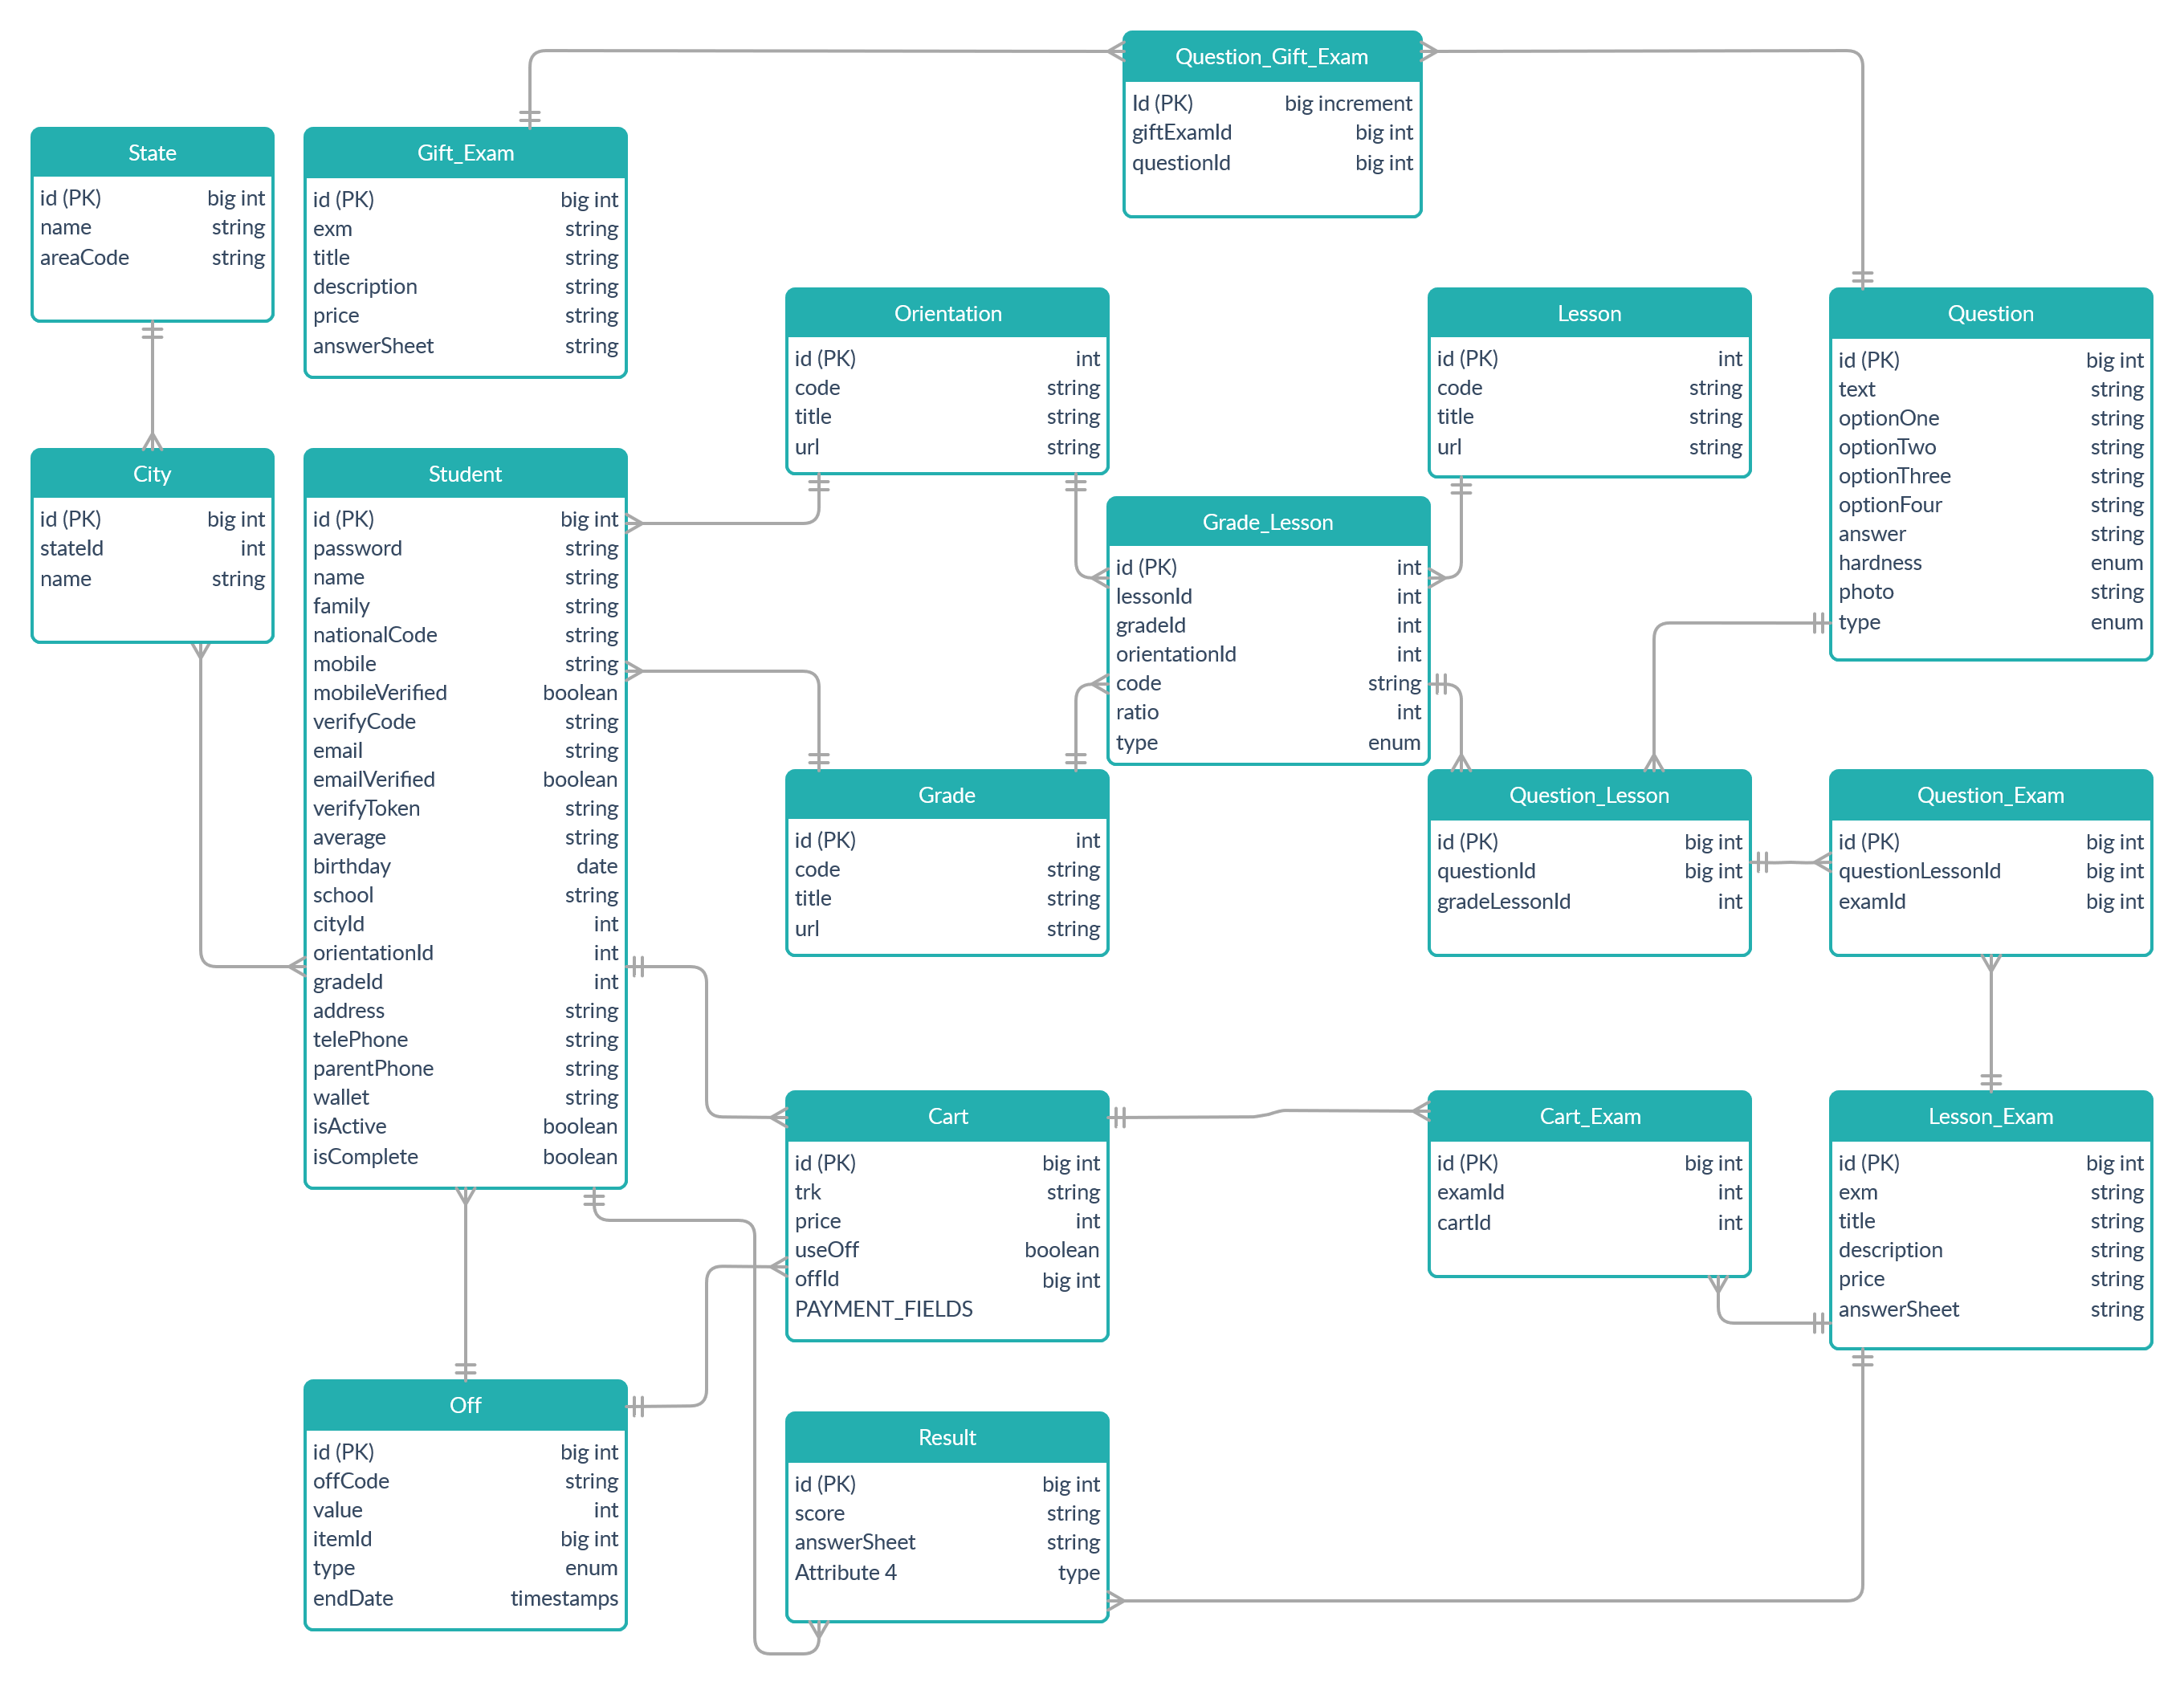 Question_Gift_Exam
Id (PK) big increment
giftExamId big int
questionId big int
State
id (PK) big int
name string
areaCode string
Gift_Exam
id (PK) big int
exm string
title string
description string
price string
answerSheet string
Orientation
id (PK) int
code string
title string
url string
Lesson
id (PK) int
code string
title string
url string
Question
id (PK) big int
text string
optionOne string
optionTwo string
optionThree string
optionFour string
answer string
hardness enum
photo string
type enum
City
id (PK) big int
stateId int
name string
Student
id (PK) big int
password string
name string
family string
nationalCode string
mobile string
mobileVerified boolean
verifyCode string
email string
emailVerified boolean
verifyToken string
average string
birthday date
school string
cityId int
orientationId int
gradeId int
address string
telePhone string
parentPhone string
wallet string
isActive boolean
isComplete boolean
Grade_Lesson
id (PK) int
lessonId int
gradeId int
orientationId int
code string
ratio int
type enum
Grade
id (PK) int
code string
title string
url string
Question_Lesson
id (PK) big int
questionId big int
gradeLessonId int
Question_Exam
id (PK) big int
questionLessonId big int
examId big int
Cart
id (PK) big int
trk string
price int
useOff boolean
offId big int
PAYMENT_FIELDS
Cart_Exam
id (PK) big int
examId int
cartId int
Lesson_Exam
id (PK) big int
exm string
title string
description string
price string
answerSheet string
Off
id (PK) big int
offCode string
value int
itemId big int
type enum
endDate timestamps
Result
id (PK) big int
score string
answerSheet string
Attribute 4 type